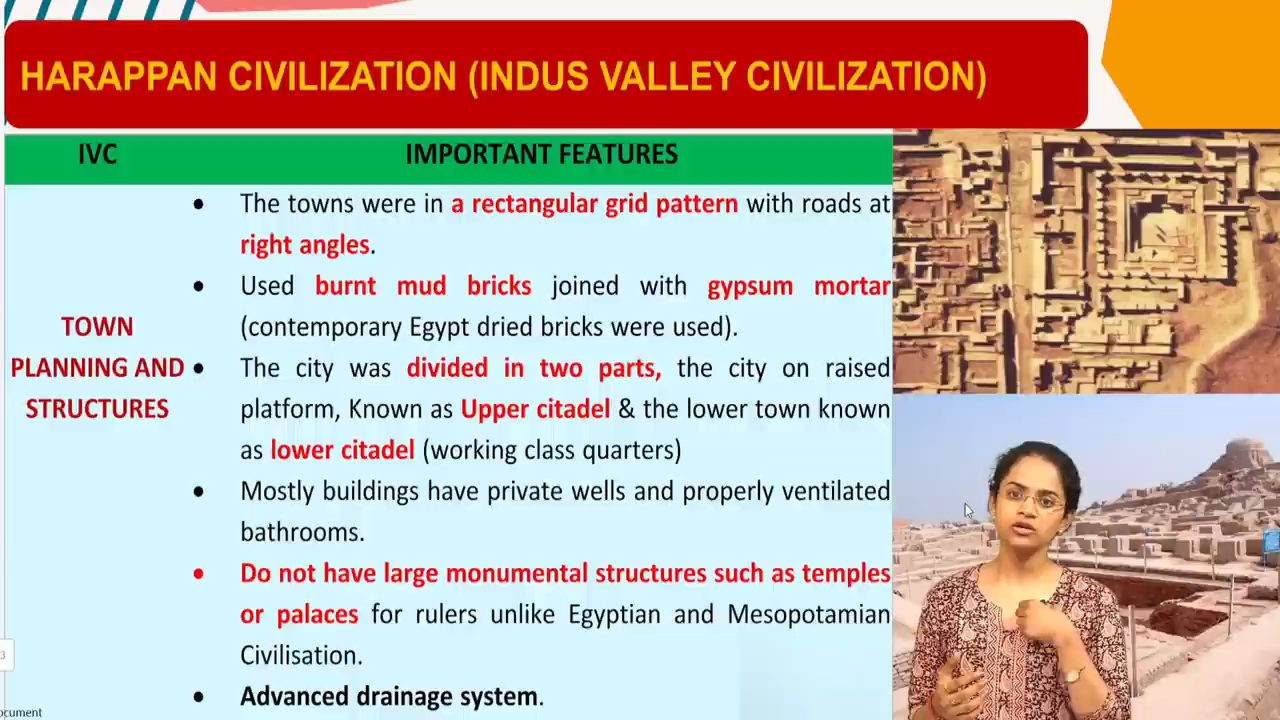 HARAPPAN CIVILIZATION (INDUS VALLEY CIVILIZATION)
IVC
IMPORTANT FEATURES
TOWN
PLANNING AND
STRUCTURES
• The towns were in a rectangular grid pattern with roads at
right angles.
• Used burnt mud bricks joined with gypsum mortar
(contemporary Egypt dried bricks were used).
• The city was divided in two parts, the city on raised
platform, Known as Upper citadel & the lower town known
as lower citadel (working class quarters)
• Mostly buildings have private wells and properly ventilated
bathrooms.
• Do not have large monumental structures such as temples
or palaces for rulers unlike Egyptian and Mesopotamian
Civilisation.
• Advanced drainage system.
3
ocument